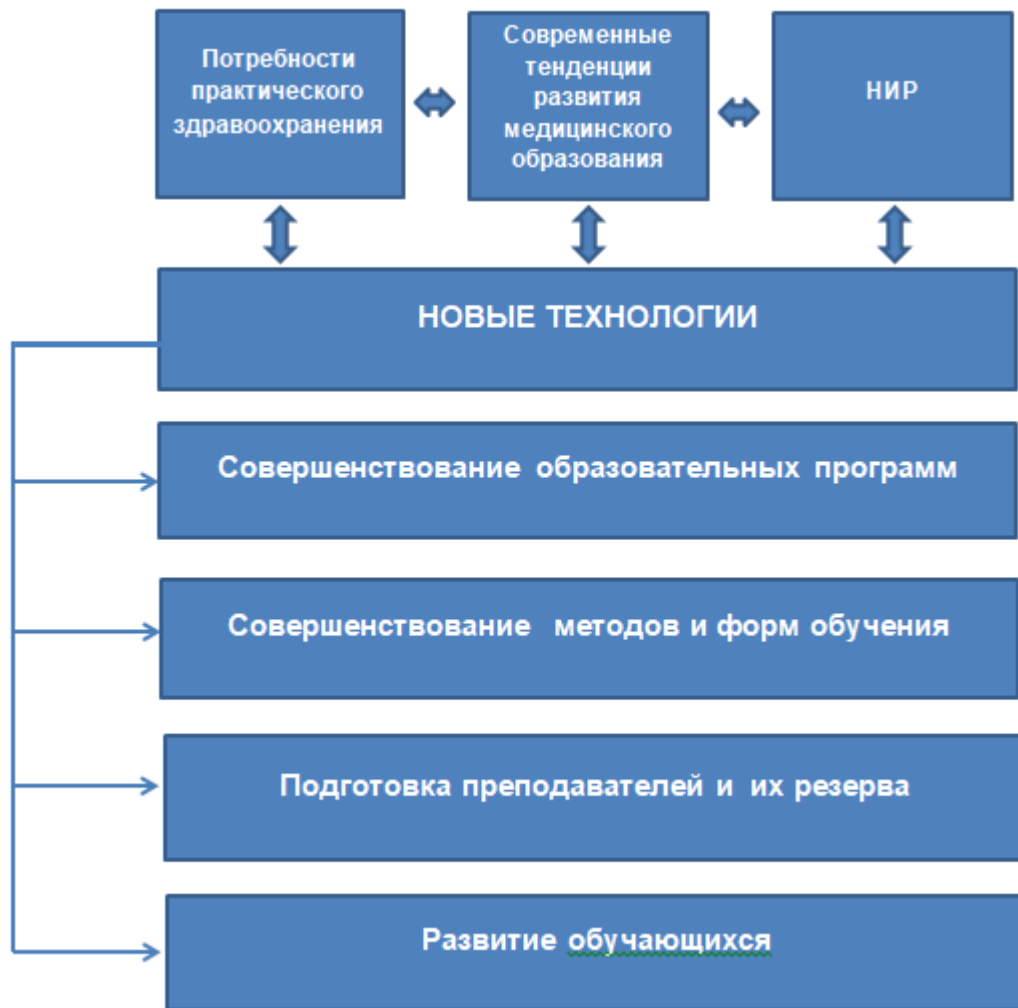 Потребности
практического
здравоохранения
Современные
тенденции
развития
медицинского
образования
НИР
НОВЫЕ ТЕХНОЛОГИИ
Совершенствование образовательных программ
Совершенствование методов и форм обучения
Подготовка преподавателей и их резерва
Развитие обучающихся